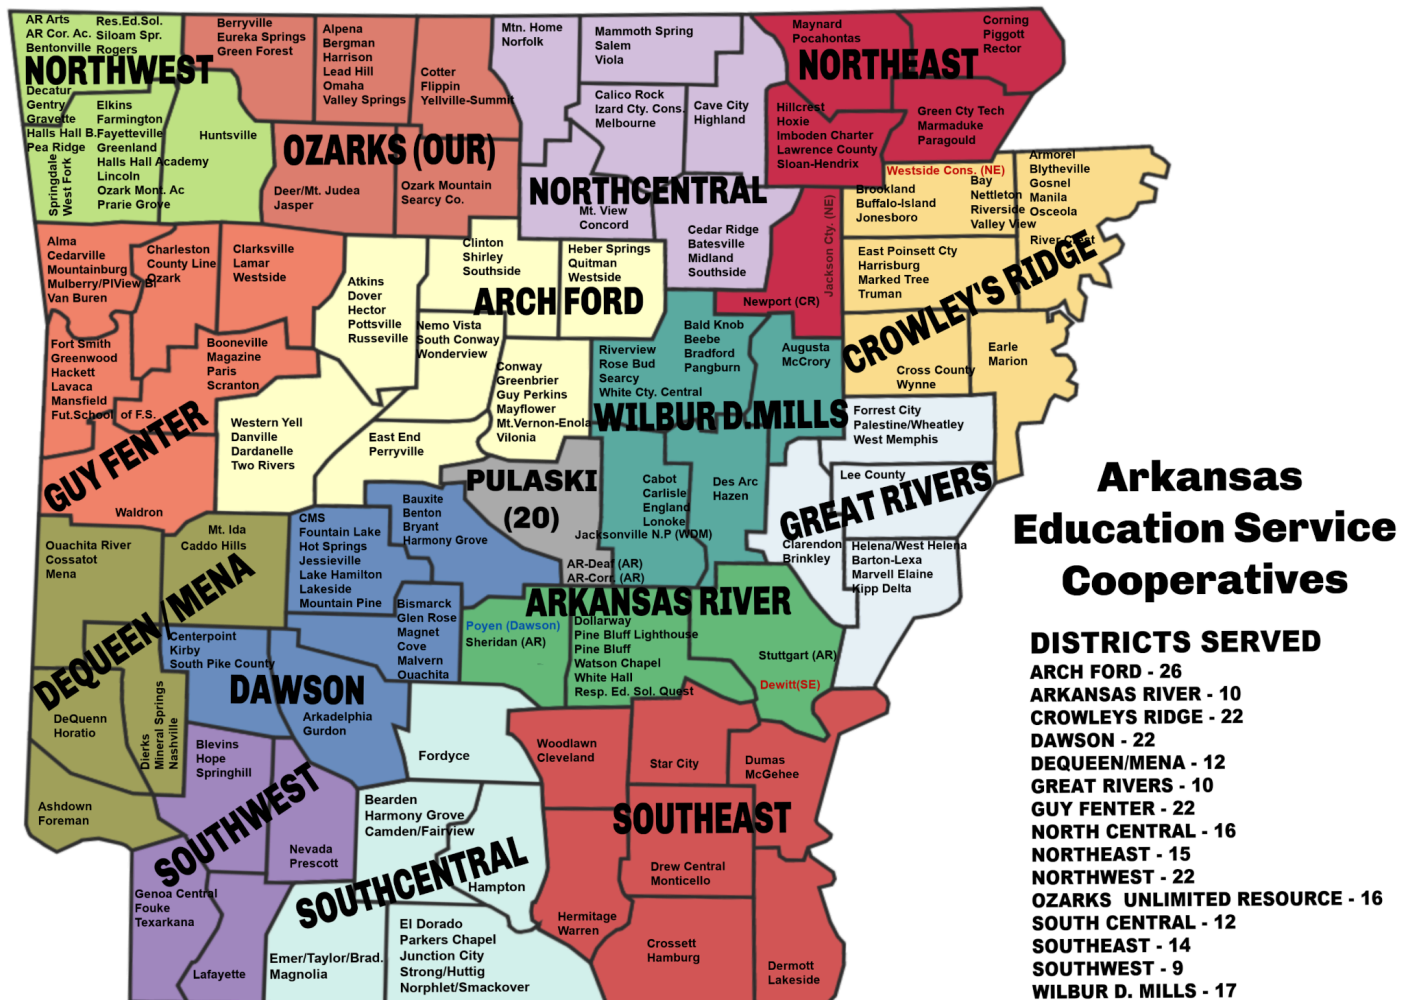 AR Arts
AR Cor. Ac.
Bentonville
Res.Ed.Sol.
Siloam Spr.
Rogers
NORTHWEST
Decatur
Gentry
Gravette
Halls Hall B.
Pea Ridge
Springdale
West Fork
Elkins
Farmington
Fayetteville
Greenland
Halls Hall Academy
Lincoln
Ozark Mont. Ac
Prarie Grove
Huntsville
Berryville
Eureka Springs
Green Forest
Alpena
Bergman
Harrison
Lead Hill
Omaha
Valley Springs
Cotter
Flippin
Yellville-Summit
OZARKS (OUR)
Deer/Mt. Judea
Jasper
Ozark Mountain
Searcy Co.
Mtn. Home
Norfolk
Mammoth Spring
Salem
Viola
Calico Rock
Izard Cty. Cons.
Melbourne
Cave City
Highland
NORTHCENTRAL
Mt. View
Concord
Cedar Ridge
Batesville
Midland
Southside
Maynard
Pocahontas
Corning
Piggott
Rector
NORTHEAST
Hillcrest
Hoxie
Imboden Charter
Lawrence County
Sloan-Hendrix
Green Cty Tech
Marmaduke
Paragould
Jackson Cty. (NE)
Newport (CR)
Westside Cons. (NE)
Brookland
Buffalo-Island
Jonesboro
Bay
Nettleton
Riverside
Valley View
Armorel
Blytheville
Gosnel
Manila
Osceola
River Crest
East Poinsett Cty
Harrisburg
Marked Tree
Truman
CROWLEY'S RIDGE
Cross County
Wynne
Earle
Marion
Alma
Cedarville
Mountainburg
Mulberry/PlView Bl
Van Buren
Charleston
County Line
Ozark
Clarksville
Lamar
Westside
Fort Smith
Greenwood
Hackett
Lavaca
Mansfield
Fut.School of F.S.
Booneville
Magazine
Paris
Scranton
GUY FENTER
Waldron
Atkins
Dover
Hector
Pottsville
Russeville
Clinton
Shirley
Southside
Heber Springs
Quitman
Westside
ARCH FORD
Nemo Vista
South Conway
Wonderview
Conway
Greenbrier
Guy Perkins
Mayflower
Mt.Vernon-Enola
Vilonia
Western Yell
Danville
Dardanelle
Two Rivers
East End
Perryville
Bald Knob
Beebe
Bradford
Pangburn
Riverview
Rose Bud
Searcy
White Cty. Central
Augusta
McCrory
WILBUR D.MILLS
Cabot
Carlisle
England
Lonoke
Jacksonville N.P (WDM)
Des Arc
Hazen
PULASKI
(20)
AR-Deaf (AR)
AR-Corr. (AR)
Forrest City
Palestine/Wheatley
West Memphis
Lee County
GREAT RIVERS
Clarendon
Brinkley
Helena/West Helena
Barton-Lexa
Marvell Elaine
Kipp Delta
Ouachita River
Cossatot
Mena
Mt. Ida
Caddo Hills
DEQUEEN/MENA
DeQuenn
Horatio
Dierks
Mineral Springs
Nashville
Ashdown
Foreman
CMS
Fountain Lake
Hot Springs
Jessieville
Lake Hamilton
Lakeside
Mountain Pine
Bauxite
Benton
Bryant
Harmony Grove
Bismarck
Glen Rose
Magnet
Cove
Malvern
Ouachita
Centerpoint
Kirby
South Pike County
DAWSON
Arkadelphia
Gurdon
ARKANSAS RIVER
Poyen (Dawson)
Sheridan (AR)
Dollarway
Pine Bluff Lighthouse
Pine Bluff
Watson Chapel
White Hall
Resp. Ed. Sol. Quest
Stuttgart (AR)
Dewitt(SE)
Blevins
Hope
Springhill
SOUTHWEST
Nevada
Prescott
Genoa Central
Fouke
Texarkana
Lafayette
Fordyce
Bearden
Harmony Grove
Camden/Fairview
SOUTHCENTRAL
Hampton
Emer/Taylor/Brad.
Magnolia
El Dorado
Parkers Chapel
Junction City
Strong/Huttig
Norphlet/Smackover
Woodlawn
Cleveland
Star City
Dumas
McGehee
SOUTHEAST
Drew Central
Monticello
Hermitage
Warren
Crossett
Hamburg
Dermott
Lakeside
Arkansas
Education Service
Cooperatives
DISTRICTS SERVED
ARCH FORD - 26
ARKANSAS RIVER - 10
CROWLEYS RIDGE - 22
DAWSON - 22
DEQUEEN/MENA - 12
GREAT RIVERS - 10
GUY FENTER - 22
NORTH CENTRAL - 16
NORTHEAST - 15
NORTHWEST - 22
OZARKS UNLIMITED RESOURCE - 16
SOUTH CENTRAL - 12
SOUTHEAST - 14
SOUTHWEST - 9
WILBUR D. MILLS - 17